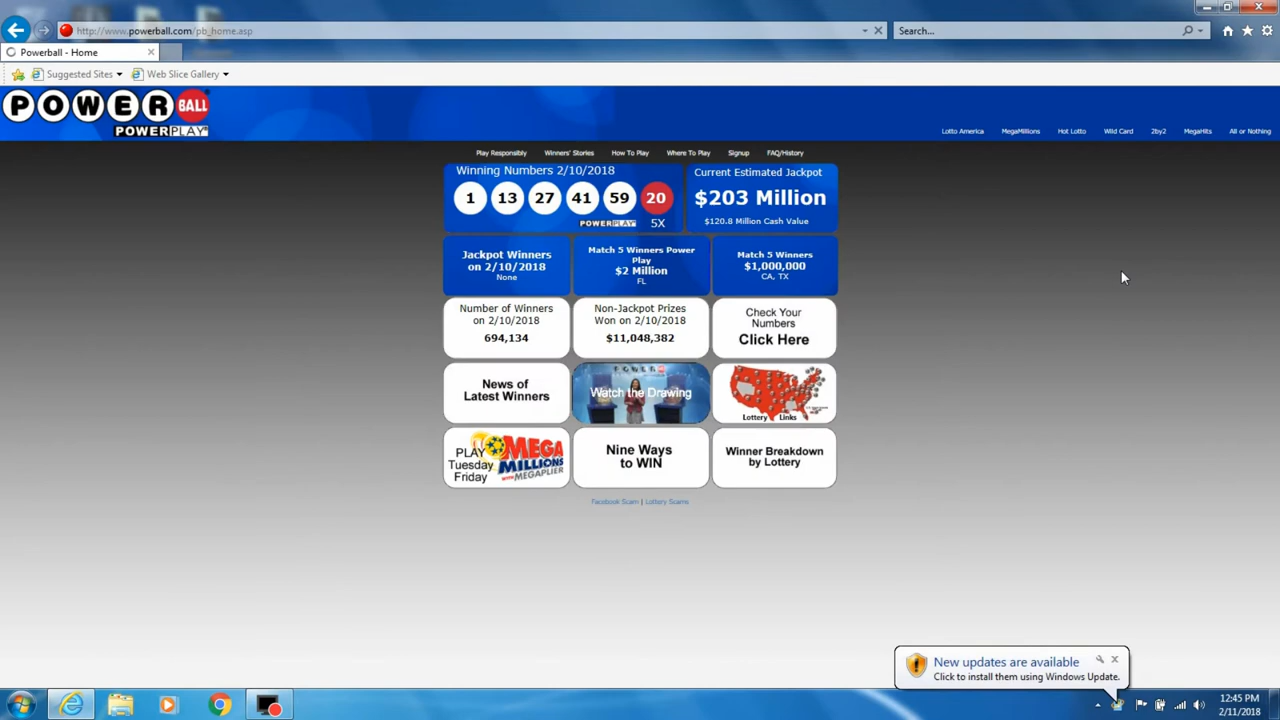 http://www.powerball.com/pb_home.asp
Search...
Powerball - Home
Suggested Sites
Web Slice Gallery
POWER BALL
POWERPLAY
Lotto America
MegaMillions
Hot Lotto
Wild Card
2by2
MegaHits
All or Nothing
Play Responsibly
Winners' Stories
How To Play
Where To Play
Signup
FAQ/History
Winning Numbers 2/10/2018
1 13 27 41 59 20
POWERPLAY 5X
Current Estimated Jackpot
$203 Million
$120.8 Million Cash Value
Jackpot Winners
on 2/10/2018
None
Match 5 Winners Power
Play
$2 Million
FL
Match 5 Winners
$1,000,000
CA, TX
Number of Winners
on 2/10/2018
694,134
Non-Jackpot Prizes
Won on 2/10/2018
$11,048,382
Check Your
Numbers
Click Here
News of
Latest Winners
POWER
Watch the Drawing
Lottery Links
PLAY
Tuesday
Friday
MEGA
MILLIONS
WITH MEGAPLIER
Nine Ways
to WIN
Winner Breakdown
by Lottery
Facebook Scam | Lottery Scams
New updates are available
Click to install them using Windows Update.
12:45 PM
2/11/2018